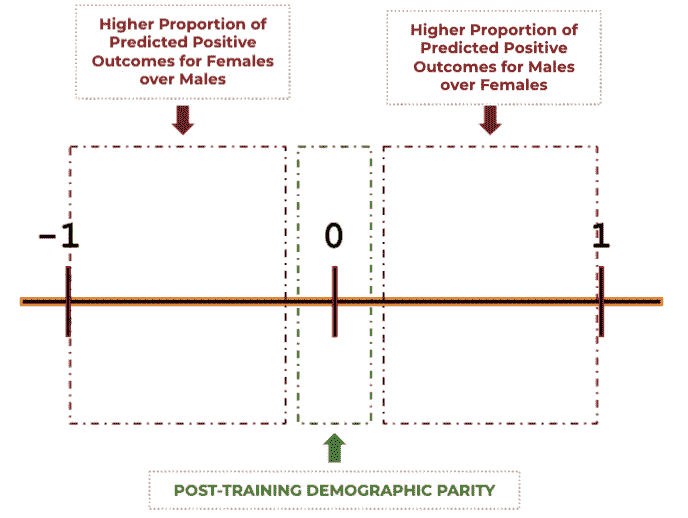 Higher Proportion of
Predicted Positive
Outcomes for Females
over Males
Higher Proportion of
Predicted Positive
Outcomes for Males
over Females
-1
0
1
POST-TRAINING DEMOGRAPHIC PARITY